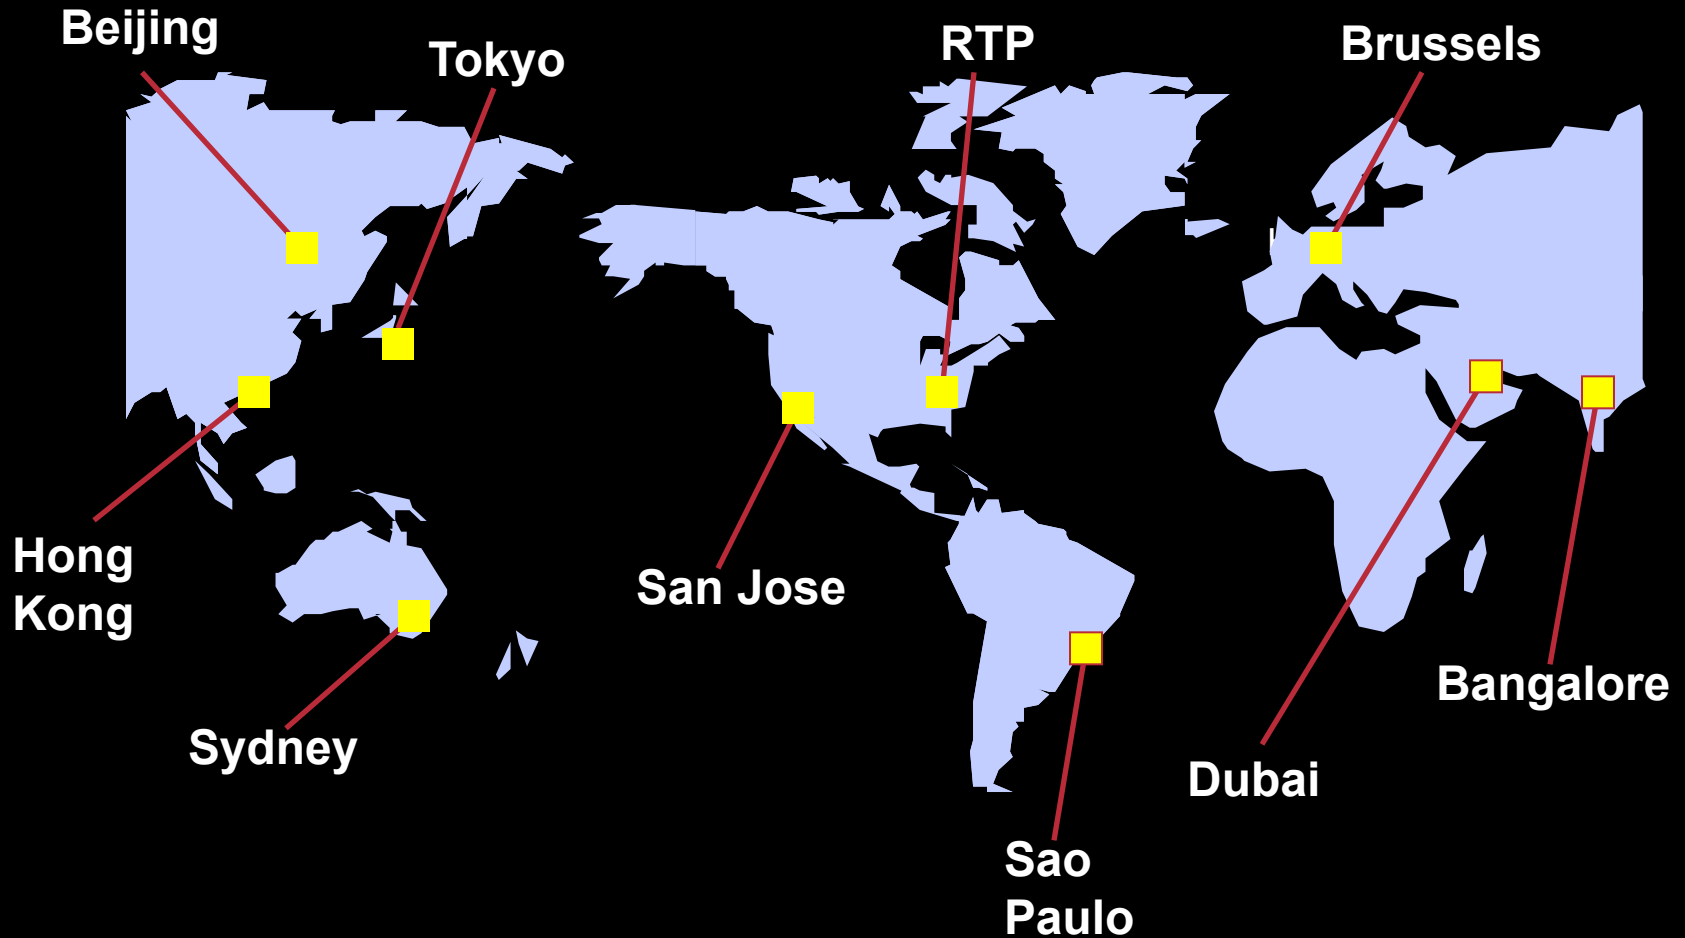 Beijing
Tokyo
RTP
Brussels
Hong
Kong
San Jose
Sydney
Bangalore
Dubai
Sao
Paulo